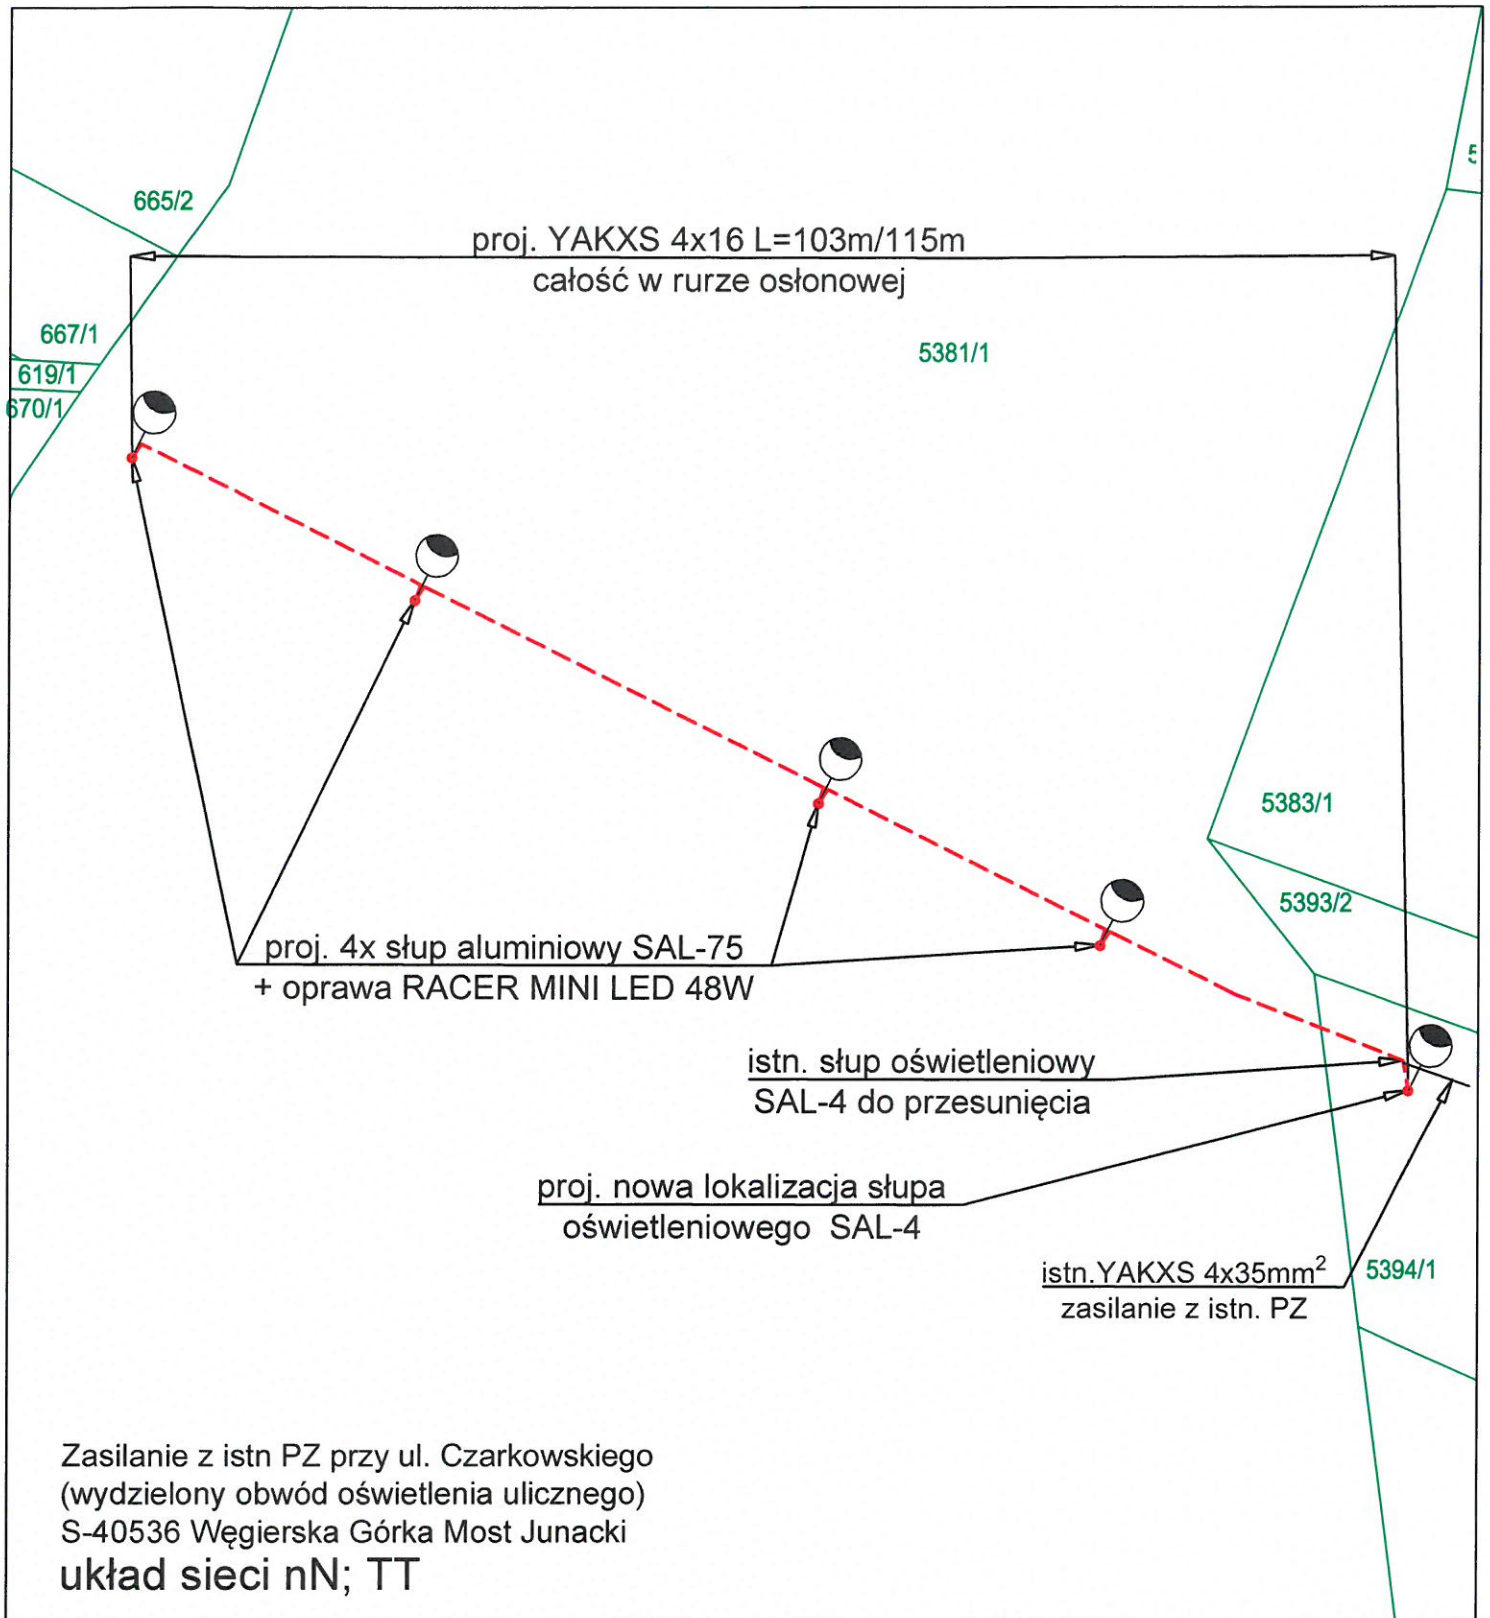 665/2
proj. YAKXS 4x16 L=103m/115m
całość w rurze osłonowej
667/1
619/1
670/1
5381/1
5383/1
5393/2
proj. 4x słup aluminiowy SAL-75
+ oprawa RACER MINI LED 48W
istn. słup oświetleniowy
SAL-4 do przesunięcia
proj. nowa lokalizacja słupa
oświetleniowego SAL-4
istn.YAKXS 4x35mm²
zasilanie z istn. PZ
5394/1
Zasilanie z istn PZ przy ul. Czarkowskiego
(wydzielony obwód oświetlenia ulicznego)
S-40536 Węgierska Górka Most Junacki
układ sieci nN; TT